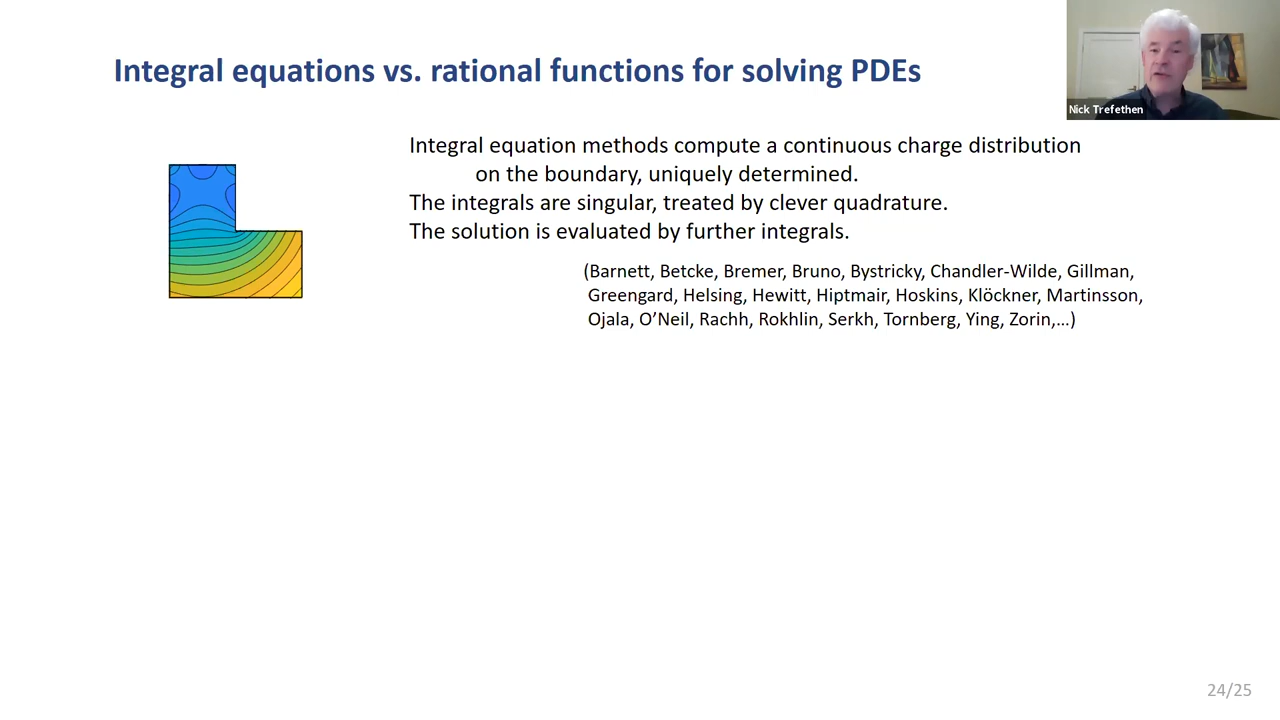 Integral equations vs. rational functions for solving PDEs
Nick Trefethen
Integral equation methods compute a continuous charge distribution
on the boundary, uniquely determined.
The integrals are singular, treated by clever quadrature.
The solution is evaluated by further integrals.
(Barnett, Betcke, Bremer, Bruno, Bystricky, Chandler-Wilde, Gillman,
Greengard, Helsing, Hewitt, Hiptmair, Hoskins, Klöckner, Martinsson,
Ojala, O’Neil, Rachh, Rokhlin, Serkh, Tornberg, Ying, Zorin,...)
24/25